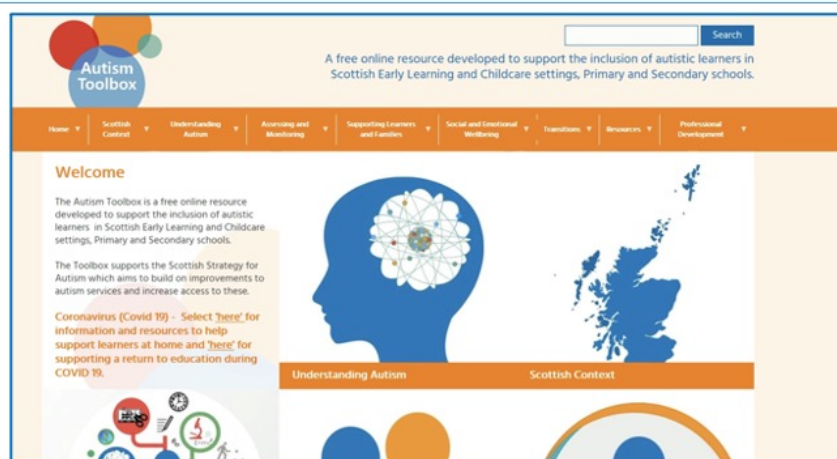 Autism
Toolbox
Search
A free online resource developed to support the inclusion of autistic learners in
Scottish Early Learning and Childcare settings, Primary and Secondary schools.
Home
Scottish
Context
Understanding
Autism
Assessing and
Monitoring
Supporting Learners
and Families
Social and Emotional
Wellbeing
Transitions
Resources
Professional
Development
Welcome
The Autism Toolbox is a free online resource
developed to support the inclusion of autistic
learners in Scottish Early Learning and Childcare
settings, Primary and Secondary schools.
The Toolbox supports the Scottish Strategy for
Autism which aims to build on improvements to
autism services and increase access to these.
Coronavirus (Covid 19) - Select 'here' for
information and resources to help
support learners at home and 'here' for
supporting a return to education during
COVID 19.
Understanding Autism
Scottish Context